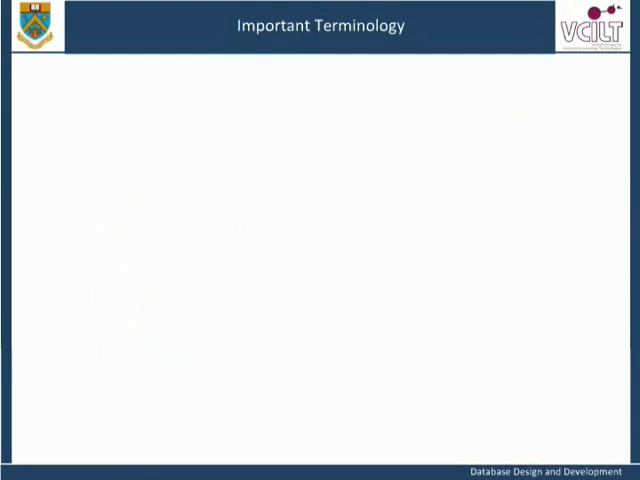 Important Terminology
VCILT
Database Design and Development